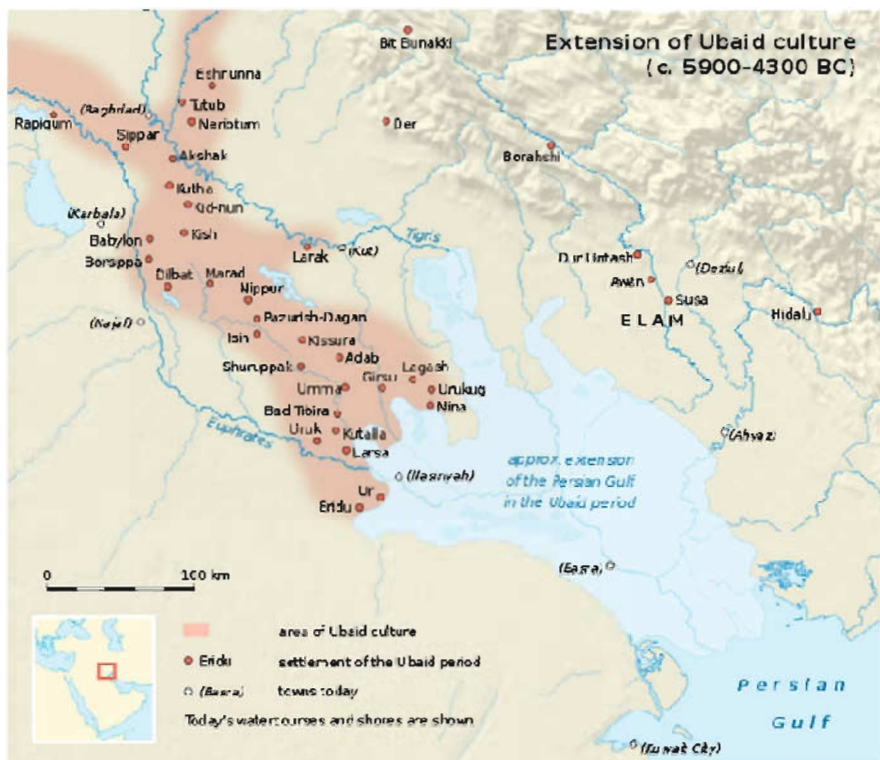 Extension of Ubaid culture
(c. 5900–4300 BC)
Bit Bunakki
Eshnunna
Tutub
(Baghdad)
Neribtum
Rapiqum
Der
Sippar
Akshak
Borahshi
Kutha
Kid-nun
(Karbala)
Kish
Babylon
Tigris
(Kut)
Larak
Borsippa
Dur Untash
(Dezful)
Dilbat
Marad
Awan
Nippur
Susa
Hidalu
(Najaf)
Pazurish-Dagan
ELAM
Isin
Kissura
Adab
Shuruppak
Girsu
Lagash
Umma
Urukug
Nina
Bad Tibira
Euphrates
Uruk
Kutalla
(Ahvaz)
Larsa
approx. extension
of the Persian Gulf
in the Ubaid period
(Nasiriyah)
Ur
Eridu
(Basra)
0
100 km
area of Ubaid culture
Eridu
settlement of the Ubaid period
(Basra)
towns today
Today's watercourses and shores are shown
Persian
Gulf
(Kuwait City)